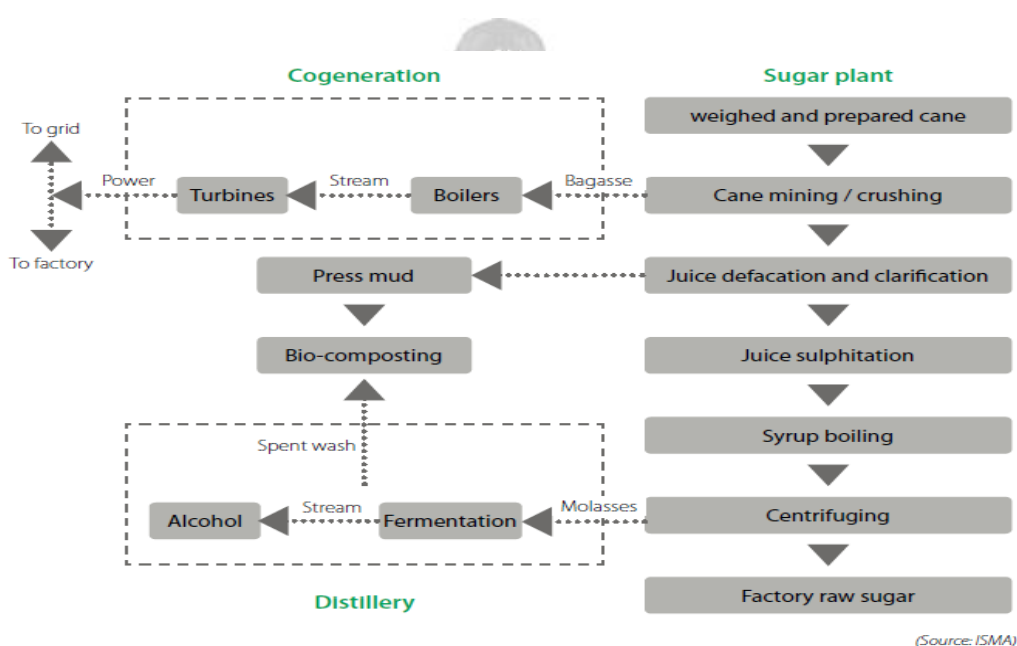 Cogeneration
Sugar plant
weighed and prepared cane
To grid
Power
Turbines
Stream
Boilers
Bagasse
Cane mining / crushing
To factory
Press mud
Juice defacation and clarification
Bio-composting
Juice sulphitation
Spent wash
Syrup boiling
Alcohol
Stream
Fermentation
Molasses
Centrifuging
Distillery
Factory raw sugar
(Source: ISMA)